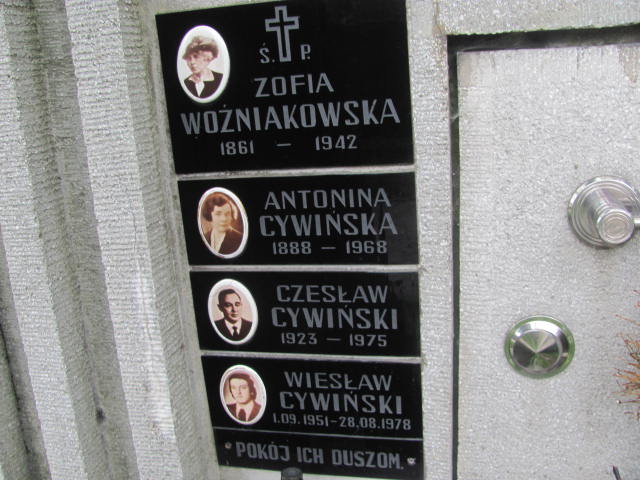 Ś. P.
ZOFIA
WOŹNIAKOWSKA
1861 — 1942
ANTONINA
CYWIŃSKA
1888 — 1968
CZESŁAW
CYWIŃSKI
1923 — 1975
WIESŁAW
CYWIŃSKI
1.09.1951-28.08.1978
POKÓJ ICH DUSZOM.